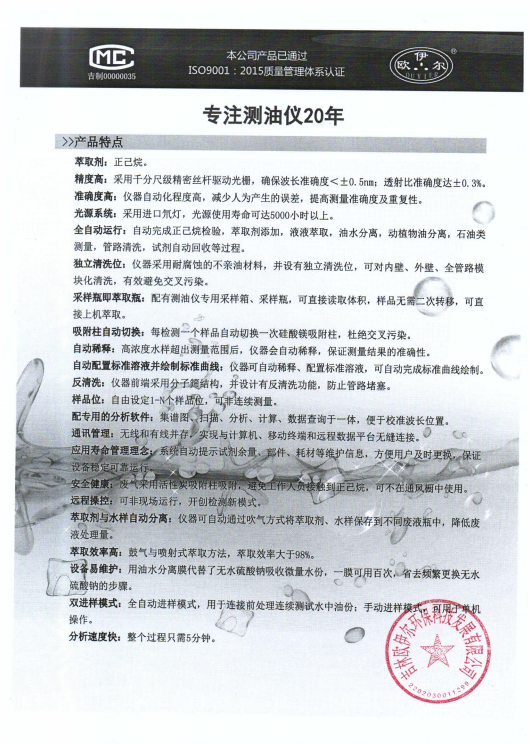 MC
吉制00000035
本公司产品已通过
ISO9001：2015质量管理体系认证
欧伊尔
OUYIER
®
专注测油仪20年
>>产品特点
萃取剂：正己烷。
精度高：采用千分尺级精密丝杆驱动光栅，确保波长准确度＜±0.5nm；透射比准确度达±0.3%。
准确度高：仪器自动化程度高，减少人为产生的误差，提高测量准确度及重复性。
光源系统：采用进口氘灯，光源使用寿命可达5000小时以上。
全自动运行：自动完成正己烷检验，萃取剂添加，液液萃取，油水分离，动植物油分离，石油类
测量，管路清洗，试剂自动回收等过程。
独立清洗位：仪器采用耐腐蚀的不亲油材料，并设有独立清洗位，可对内壁、外壁、全管路模
块化清洗，有效避免交叉污染。
采样瓶即萃取瓶：配有测油仪专用采样箱、采样瓶，可直接读取体积，样品无需二次转移，可直
接上机萃取。
吸附柱自动切换：每检测一个样品自动切换一次硅酸镁吸附柱，杜绝交叉污染。
自动稀释：高浓度水样超出测量范围后，仪器会自动稀释，保证测量结果的准确性。
自动配置标准溶液并绘制标准曲线：仪器可自动稀释、配置标准溶液，可自动完成标准曲线绘制。
反清洗：仪器前端采用分子筛结构，并设计有反清洗功能，防止管路堵塞。
样品位：自由设定1-N个样品位，可非连续测量。
配专用的分析软件：集谱图、扫描、分析、计算、数据查询于一体，便于校准波长位置。
通讯管理：无线和有线并存，实现与计算机、移动终端和远程数据平台无缝连接。
应用寿命管理理念：系统自动提示试剂余量、部件、耗材等维护信息，方便用户及时更换，保证
设备稳定可靠运行。
安全健康：废气采用活性炭吸附柱吸附，避免工作人员接触到正己烷，可不在通风橱中使用。
远程操控：可非现场运行，开创检测新模式。
萃取剂与水样自动分离：仪器可自动通过吹气方式将萃取剂、水样保存到不同废液瓶中，降低废
液处理量。
萃取效率高：鼓气与喷射式萃取方法，萃取效率大于98%。
设备易维护：用油水分离膜代替了无水硫酸钠吸收微量水份，一膜可用百次，省去频繁更换无水
硫酸钠的步骤。
双进样模式：全自动进样模式，用于连接前处理连续测试水中油份；手动进样模式，可用于单机
操作。
分析速度快：整个过程只需5分钟。
吉林欧伊尔环保科技发展有限公司